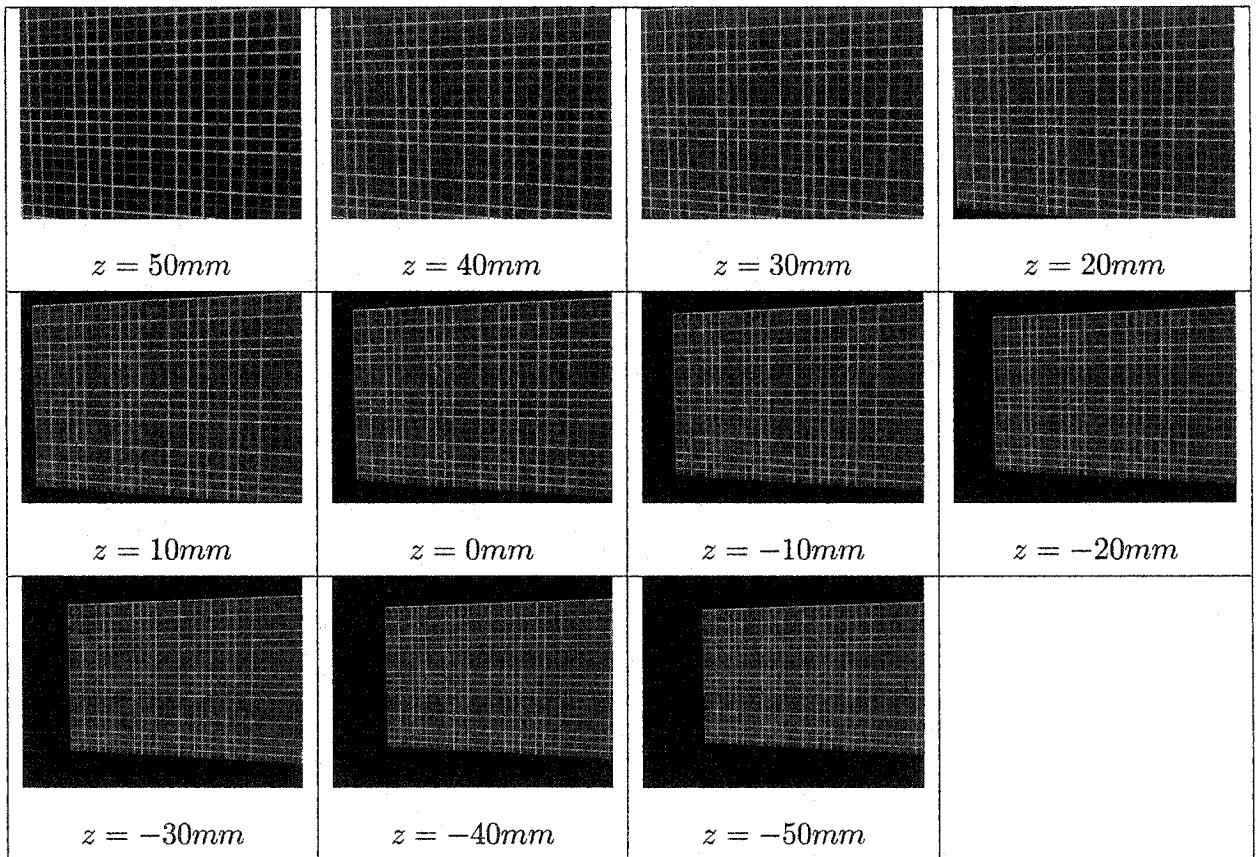 z = 50mm
z = 40mm
z = 30mm
z = 20mm
z = 10mm
z = 0mm
z = −10mm
z = −20mm
z = −30mm
z = −40mm
z = −50mm